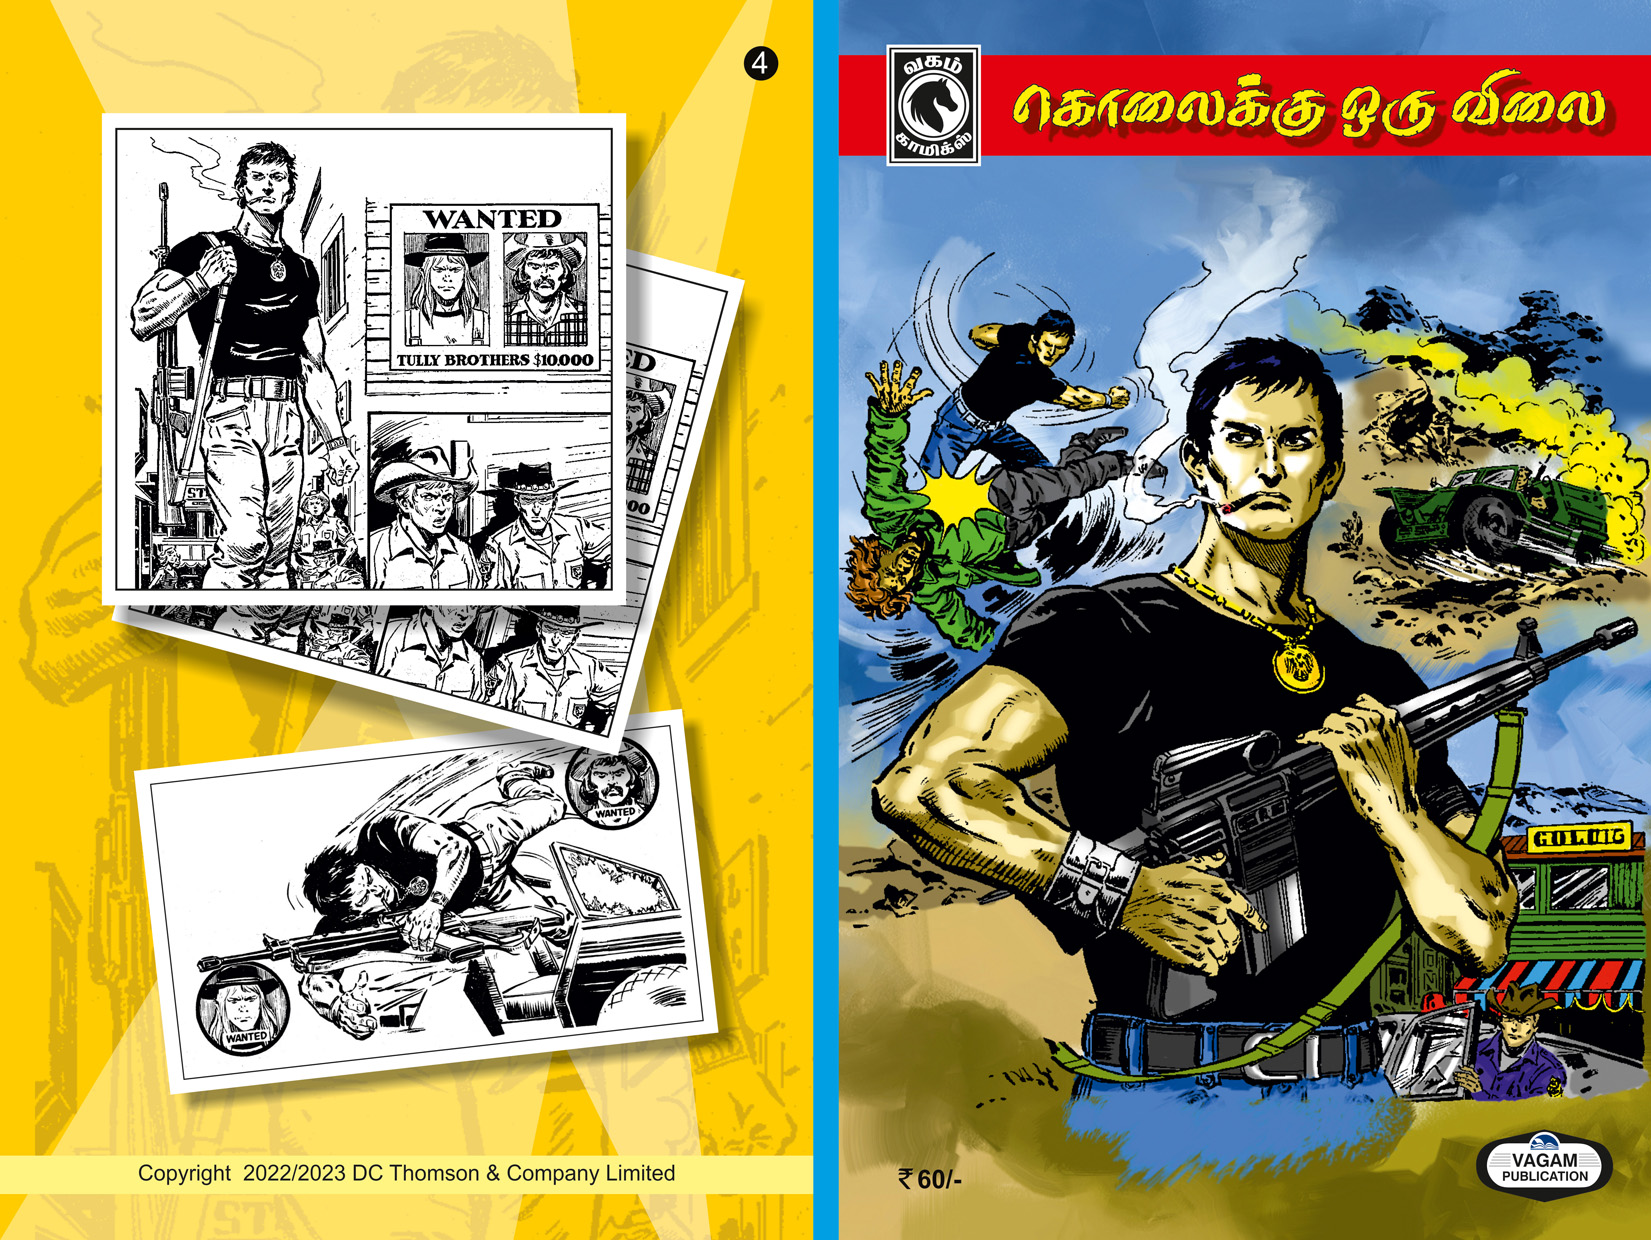 4
WANTED
TULLY BROTHERS $10.000
ST
WANTED
WANTED
Copyright 2022/2023 DC Thomson & Company Limited
வகம்
காமிக்ஸ்
கொலைக்கு ஒரு விலை
₹ 60/-
VAGAM
PUBLICATION